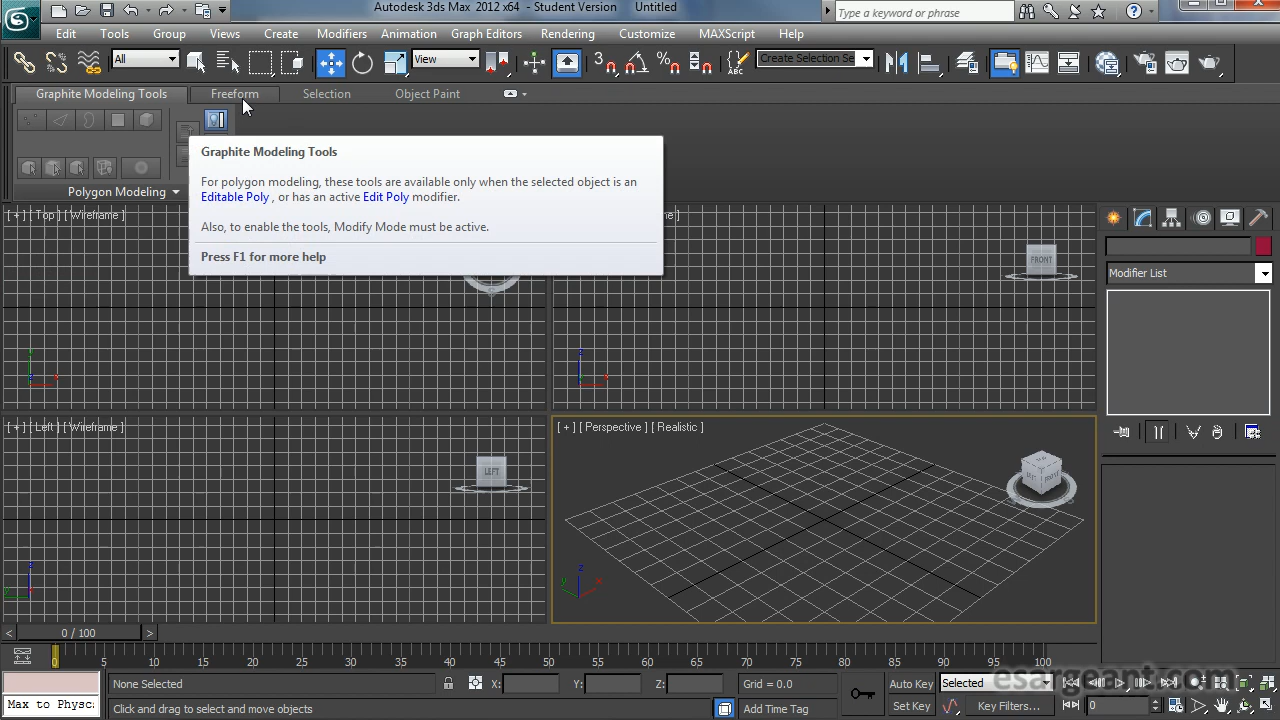 Autodesk 3ds Max 2012 x64 - Student Version Untitled
Type a keyword or phrase
Edit Tools Group Views Create Modifiers Animation Graph Editors Rendering Customize MAXScript Help
All
View
3
Create Selection Se
Graphite Modeling Tools Freeform Selection Object Paint
Polygon Modeling
Graphite Modeling Tools
For polygon modeling, these tools are available only when the selected object is an
Editable Poly , or has an active Edit Poly modifier.
Also, to enable the tools, Modify Mode must be active.
Press F1 for more help
[ + ] [ Top ] [ Wireframe ]
FRONT
Modifier List
y
x
z
x
[ + ] [ Left ] [ Wireframe ]
LEFT
[ + ] [ Perspective ] [ Realistic ]
z
y
z
y
x
< 0 / 100 >
0 5 10 15 20 25 30 35 40 45 50 55 60 65 70 75 80 85 90 95 100
esargeant.com
None Selected X: Y: Z: Grid = 0.0 Auto Key Selected
Max to Physc
Click and drag to select and move objects Add Time Tag Set Key Key Filters... 0